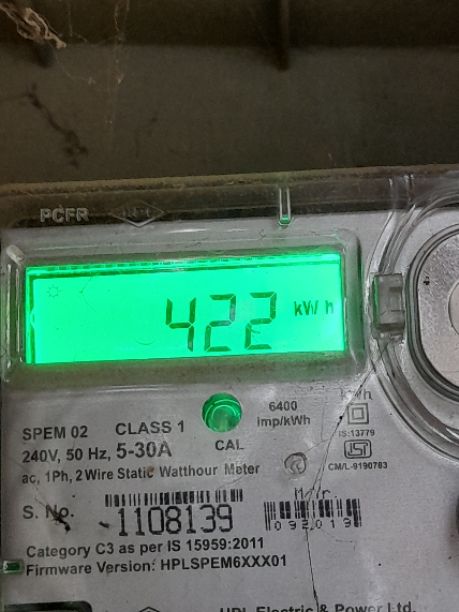 PCFR
422 kWh
6400
imp/kWh
kWh
SPEM 02 CLASS 1
240V, 50 Hz, 5-30A
CAL
IS:13779
CM/L-9190783
ac, 1Ph, 2 Wire Static Watthour Meter
S. No. 1108139
092019
Category C3 as per IS 15959:2011
Firmware Version: HPLSPEM6XXX01
HPL Electric & Power Ltd.